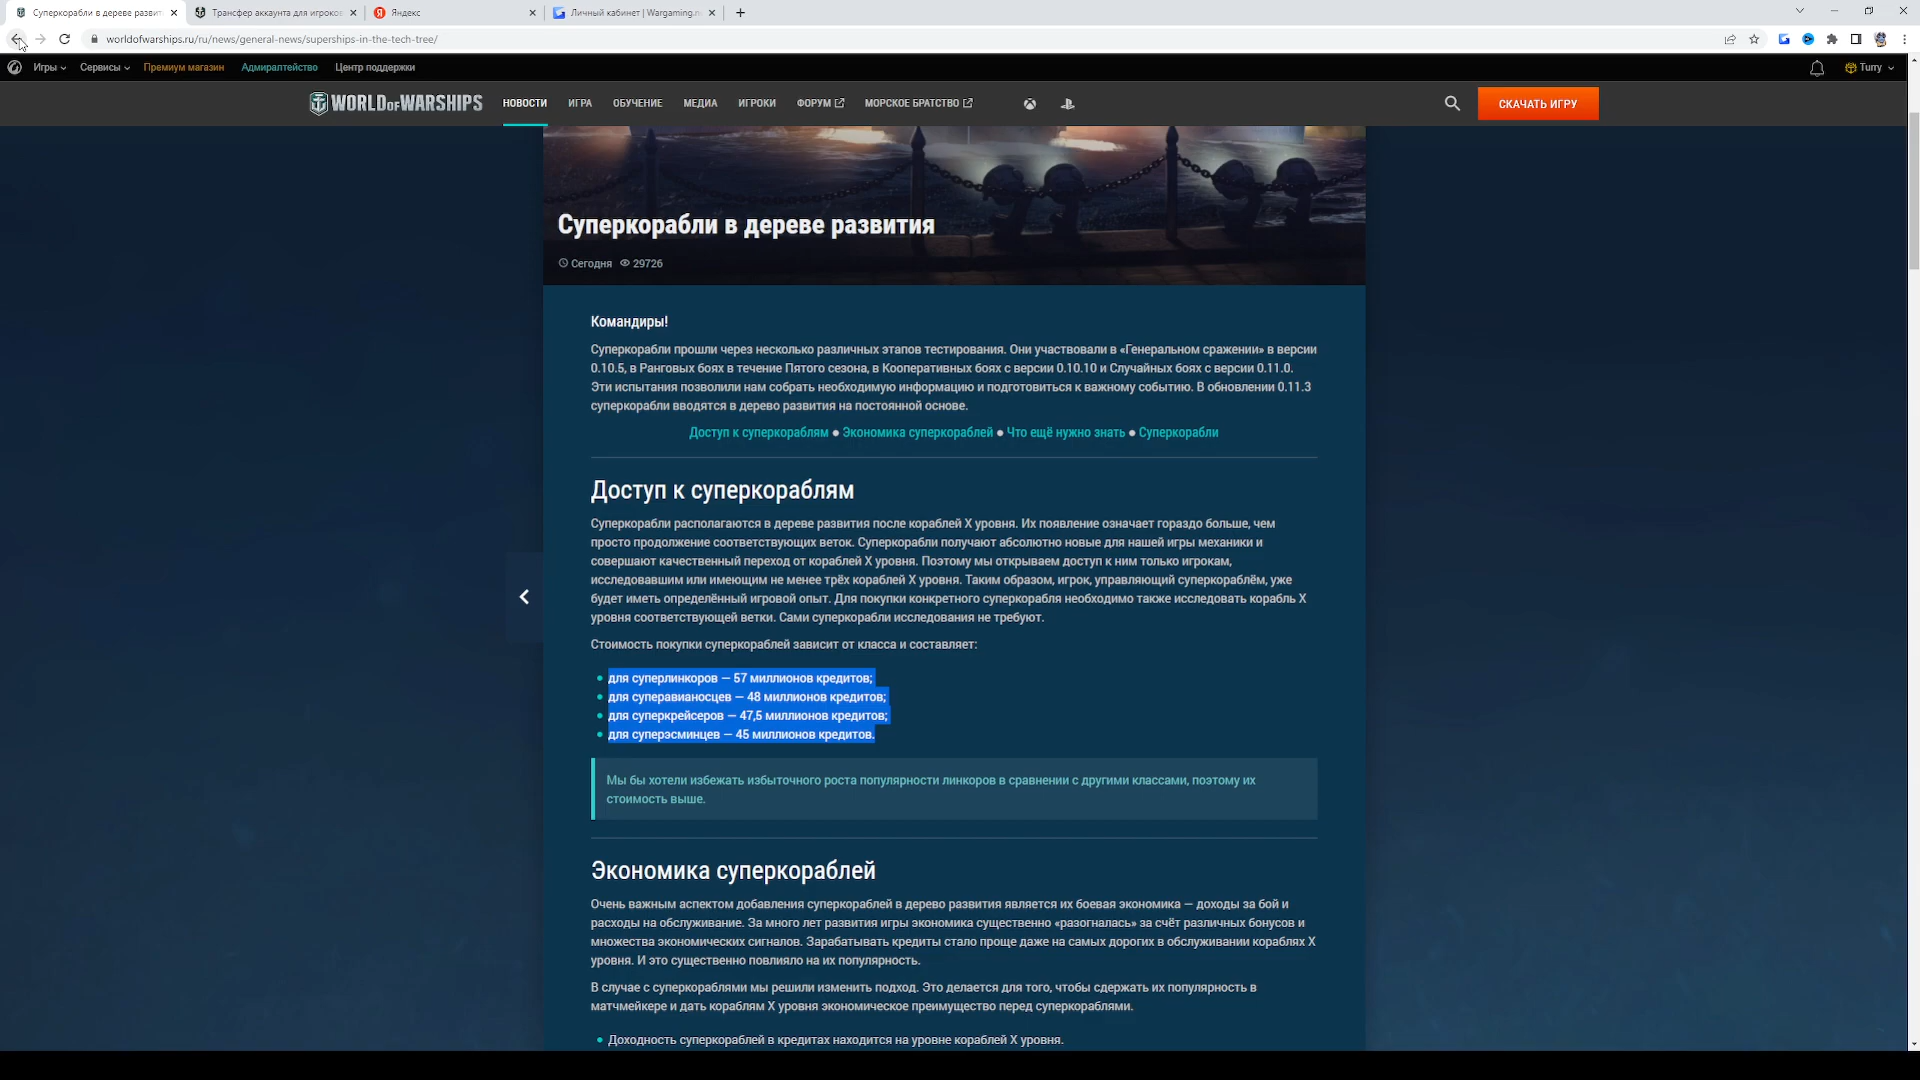 Суперкорабли в дереве развит
Трансфер аккаунта для игроков
Яндекс
Личный кабинет | Wargaming.n
worldofwarships.ru/ru/news/general-news/superships-in-the-tech-tree/
Игры
Сервисы
Премиум магазин
Адмиралтейство
Центр поддержки
Turry
WORLD OF WARSHIPS
НОВОСТИ
ИГРА
ОБУЧЕНИЕ
МЕДИА
ИГРОКИ
ФОРУМ
МОРСКОЕ БРАТСТВО
СКАЧАТЬ ИГРУ
Суперкорабли в дереве развития
Сегодня 29726
Командиры!
Суперкорабли прошли через несколько различных этапов тестирования. Они участвовали в «Генеральном сражении» в версии
0.10.5, в Ранговых боях в течение Пятого сезона, в Кооперативных боях с версии 0.10.10 и Случайных боях с версии 0.11.0.
Эти испытания позволили нам собрать необходимую информацию и подготовиться к важному событию. В обновлении 0.11.3
суперкорабли вводятся в дерево развития на постоянной основе.
Доступ к суперкораблям ● Экономика суперкораблей ● Что ещё нужно знать ● Суперкорабли
Доступ к суперкораблям
Суперкорабли располагаются в дереве развития после кораблей X уровня. Их появление означает гораздо больше, чем
просто продолжение соответствующих веток. Суперкорабли получают абсолютно новые для нашей игры механики и
совершают качественный переход от кораблей X уровня. Поэтому мы открываем доступ к ним только игрокам,
исследовавшим или имеющим не менее трёх кораблей X уровня. Таким образом, игрок, управляющий суперкораблём, уже
будет иметь определённый игровой опыт. Для покупки конкретного суперкорабля необходимо также исследовать корабль X
уровня соответствующей ветки. Сами суперкорабли исследования не требуют.
Стоимость покупки суперкораблей зависит от класса и составляет:
● для суперлинкоров — 57 миллионов кредитов;
● для суперавианосцев — 48 миллионов кредитов;
● для суперкрейсеров — 47,5 миллионов кредитов;
● для суперэсминцев — 45 миллионов кредитов.
Мы бы хотели избежать избыточного роста популярности линкоров в сравнении с другими классами, поэтому их
стоимость выше.
Экономика суперкораблей
Очень важным аспектом добавления суперкораблей в дерево развития является их боевая экономика — доходы за бой и
расходы на обслуживание. За много лет развития игры экономика существенно «разогналась» за счёт различных бонусов и
множества экономических сигналов. Зарабатывать кредиты стало проще даже на самых дорогих в обслуживании кораблях X
уровня. И это существенно повлияло на их популярность.
В случае с суперкораблями мы решили изменить подход. Это делается для того, чтобы сдержать их популярность в
матчмейкере и дать кораблям X уровня экономическое преимущество перед суперкораблями.
● Доходность суперкораблей в кредитах находится на уровне кораблей X уровня.